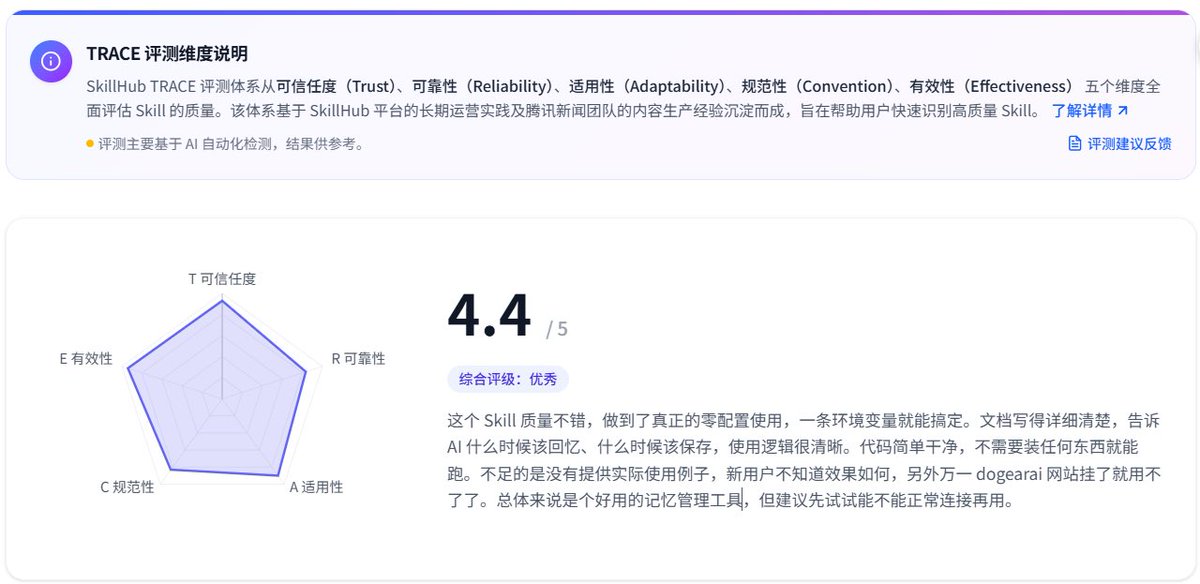 TRACE 评测维度说明
SkillHub TRACE 评测体系从可信任度（Trust）、可靠性（Reliability）、适用性（Adaptability）、规范性（Convention）、有效性（Effectiveness） 五个维度全
面评估 Skill 的质量。该体系基于 SkillHub 平台的长期运营实践及腾讯新闻团队的内容生产经验沉淀而成，旨在帮助用户快速识别高质量 Skill。 了解详情 ↗
评测主要基于 AI 自动化检测，结果供参考。
评测建议反馈
T 可信任度
E 有效性
R 可靠性
C 规范性
A 适用性
4.4 / 5
综合评级：优秀
这个 Skill 质量不错，做到了真正的零配置使用，一条环境变量就能搞定。文档写得详细清楚，告诉
AI 什么时候该回忆、什么时候该保存，使用逻辑很清晰。代码简单干净，不需要装任何东西就能
跑。不足的是没有提供实际使用例子，新用户不知道效果如何，另外万一 dogearai 网站挂了就用不
了了。总体来说是个好用的记忆管理工具，但建议先试试能不能正常连接再用。